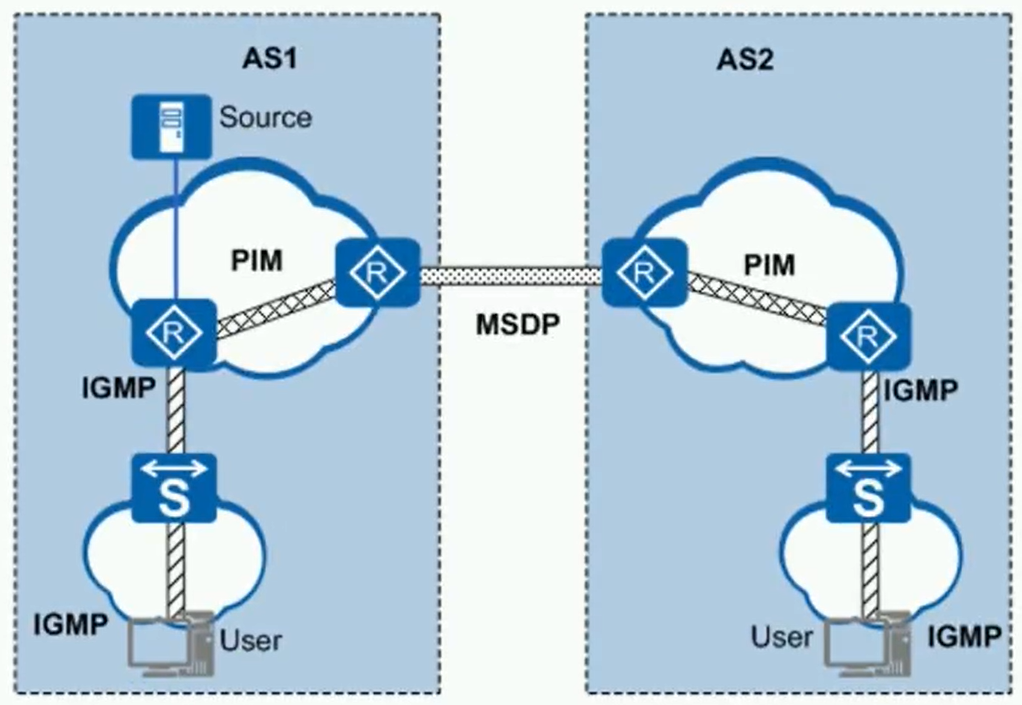 AS1
AS2
Source
PIM
R
R
PIM
R
R
MSDP
IGMP
IGMP
S
S
IGMP
User
User
IGMP